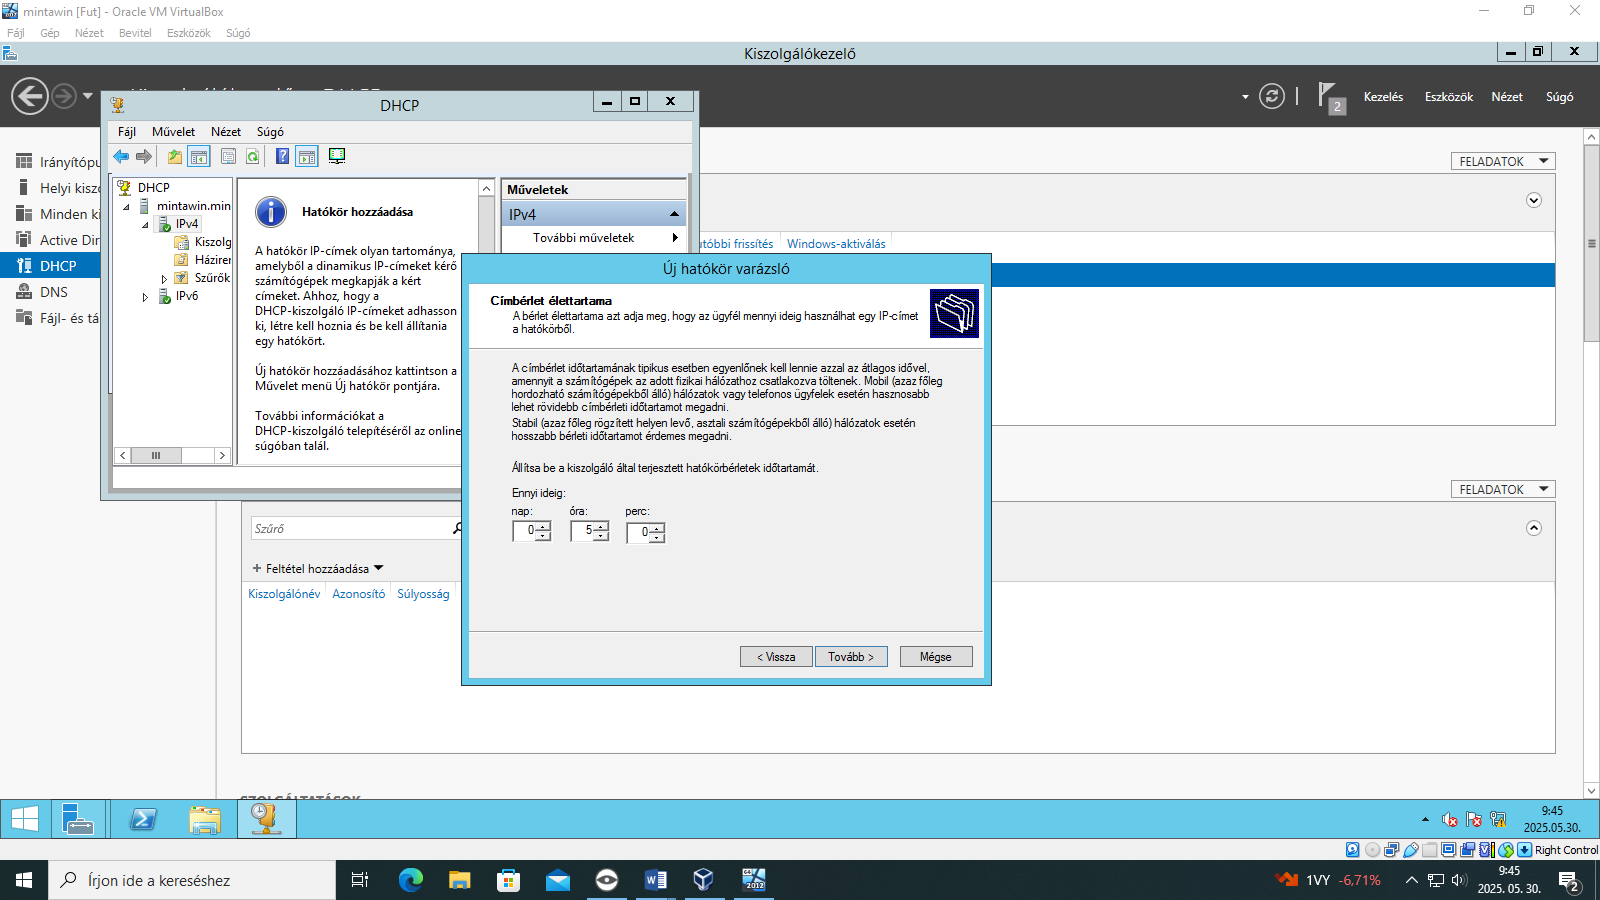 mintawin [Fut] - Oracle VM VirtualBox
Fájl Gép Nézet Bevitel Eszközök Súgó
Kiszolgálókezelő
2 Kezelés Eszközök Nézet Súgó
DHCP
Fájl Művelet Nézet Súgó
Irányítópu
Helyi kisz
Minden ki
Active Dir
DHCP
DNS
Fájl- és tá
DHCP
mintawin.min
IPv4
Kiszolg
Házirer
Szűrők
IPv6
Hatókör hozzáadása
A hatókör IP-címek olyan tartománya,
amelyből a dinamikus IP-címeket kérő
számítógépek megkapják a kért
címeket. Ahhoz, hogy a
DHCP-kiszolgáló IP-címeket adhasson
ki, létre kell hoznia és be kell állítania
egy hatókört.
Új hatókör hozzáadásához kattintson a
Művelet menü Új hatókör pontjára.
További információkat a
DHCP-kiszolgáló telepítéséről az online
súgóban talál.
Műveletek
IPv4
További műveletek
FELADATOK
utóbbi frissítés Windows-aktiválás
Új hatókör varázsló
Címbérlet élettartama
A bérlet élettartama azt adja meg, hogy az ügyfél mennyi ideig használhat egy IP-címet
a hatókörből.
A címbérlet időtartamának tipikus esetben egyenlőnek kell lennie azzal az átlagos idővel,
amennyit a számítógépek az adott fizikai hálózathoz csatlakozva töltenek. Mobil (azaz főleg
hordozható számítógépekből álló) hálózatok vagy telefonos ügyfelek esetén hasznosabb
lehet rövidebb címbérleti időtartamot megadni.
Stabil (azaz főleg rögzített helyen levő, asztali számítógépekből álló) hálózatok esetén
hosszabb bérleti időtartamot érdemes megadni.
Állítsa be a kiszolgáló által terjesztett hatókörbérletek időtartamát.
Ennyi ideig:
nap: óra: perc:
0 5 0
< Vissza Tovább > Mégse
FELADATOK
Szűrő
+ Feltétel hozzáadása
Kiszolgálónév Azonosító Súlyosság
SZOLGÁLTATÁSOK
9:45
2025.05.30.
Right Control
Írjon ide a kereséshez
1VY -6,71%
9:45
2025. 05. 30.
2